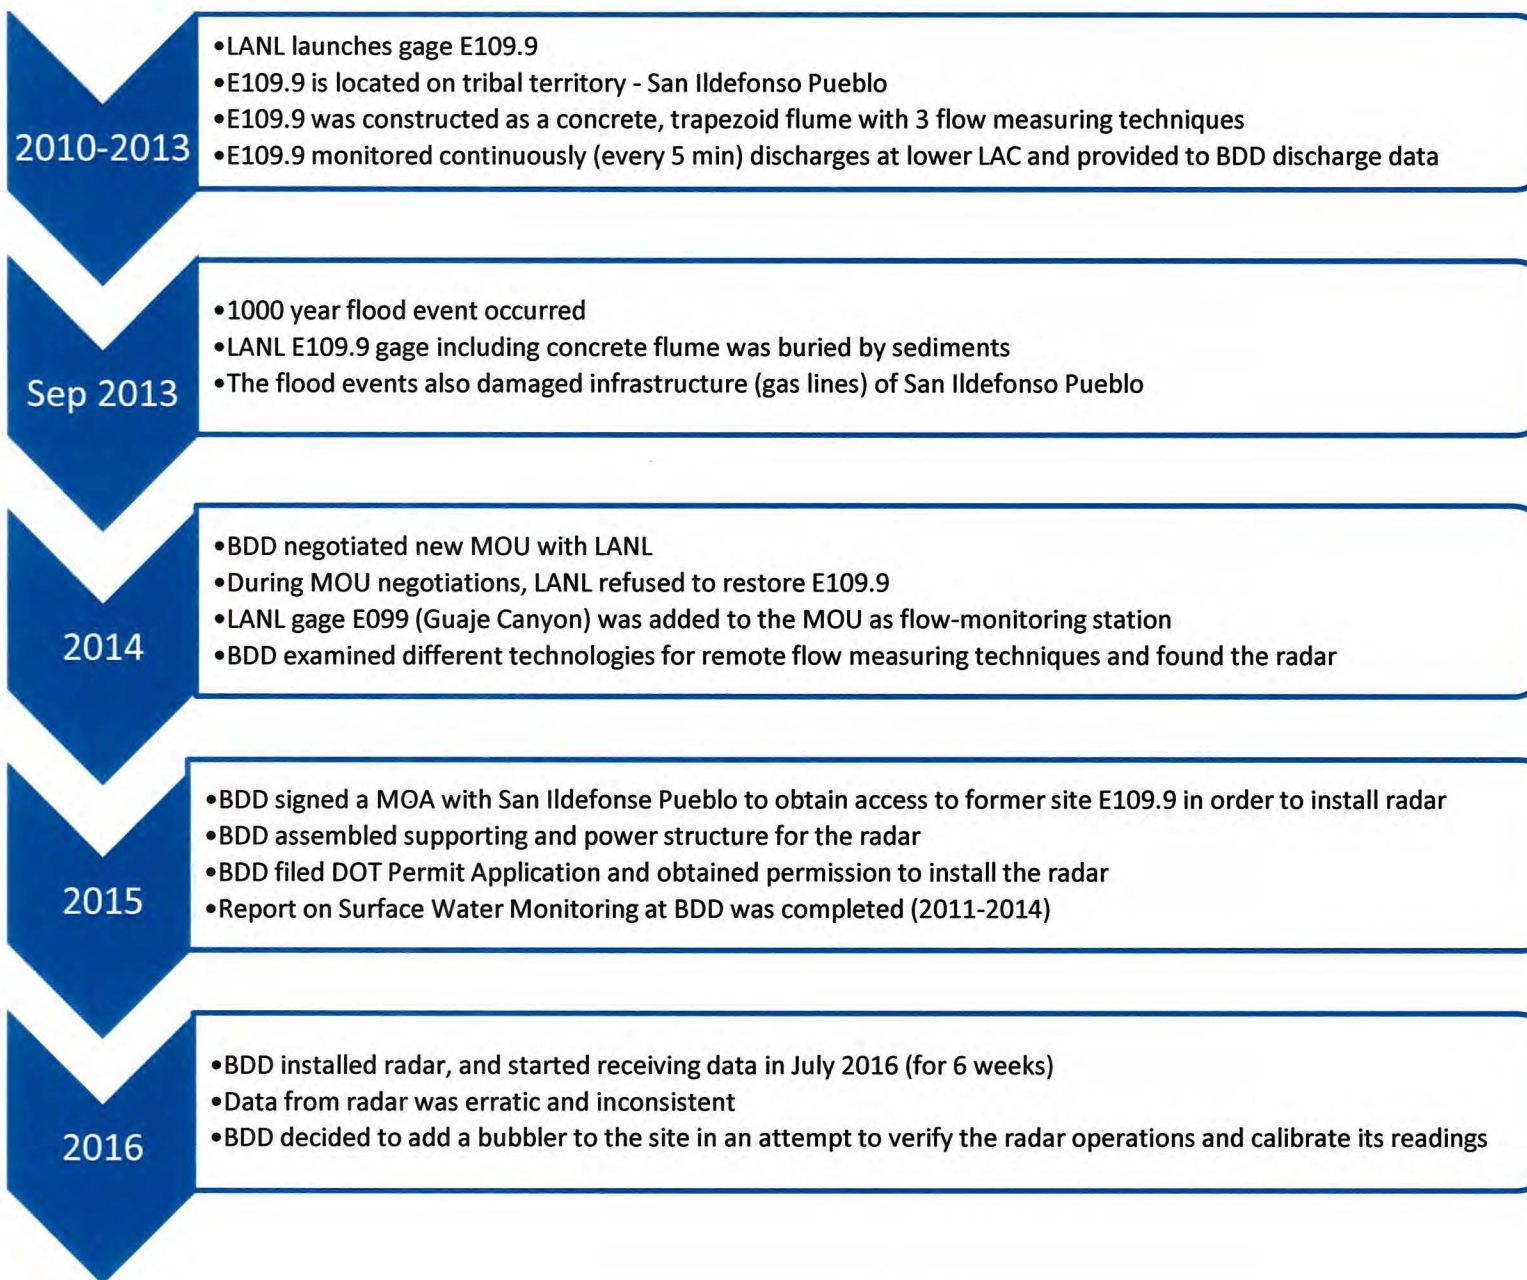 2010-2013
•LANL launches gage E109.9
•E109.9 is located on tribal territory - San Ildefonso Pueblo
•E109.9 was constructed as a concrete, trapezoid flume with 3 flow measuring techniques
•E109.9 monitored continuously (every 5 min) discharges at lower LAC and provided to BDD discharge data
Sep 2013
•1000 year flood event occurred
•LANL E109.9 gage including concrete flume was buried by sediments
•The flood events also damaged infrastructure (gas lines) of San Ildefonso Pueblo
2014
•BDD negotiated new MOU with LANL
•During MOU negotiations, LANL refused to restore E109.9
•LANL gage E099 (Guaje Canyon) was added to the MOU as flow-monitoring station
•BDD examined different technologies for remote flow measuring techniques and found the radar
2015
•BDD signed a MOA with San Ildefonse Pueblo to obtain access to former site E109.9 in order to install radar
•BDD assembled supporting and power structure for the radar
•BDD filed DOT Permit Application and obtained permission to install the radar
•Report on Surface Water Monitoring at BDD was completed (2011-2014)
2016
•BDD installed radar, and started receiving data in July 2016 (for 6 weeks)
•Data from radar was erratic and inconsistent
•BDD decided to add a bubbler to the site in an attempt to verify the radar operations and calibrate its readings